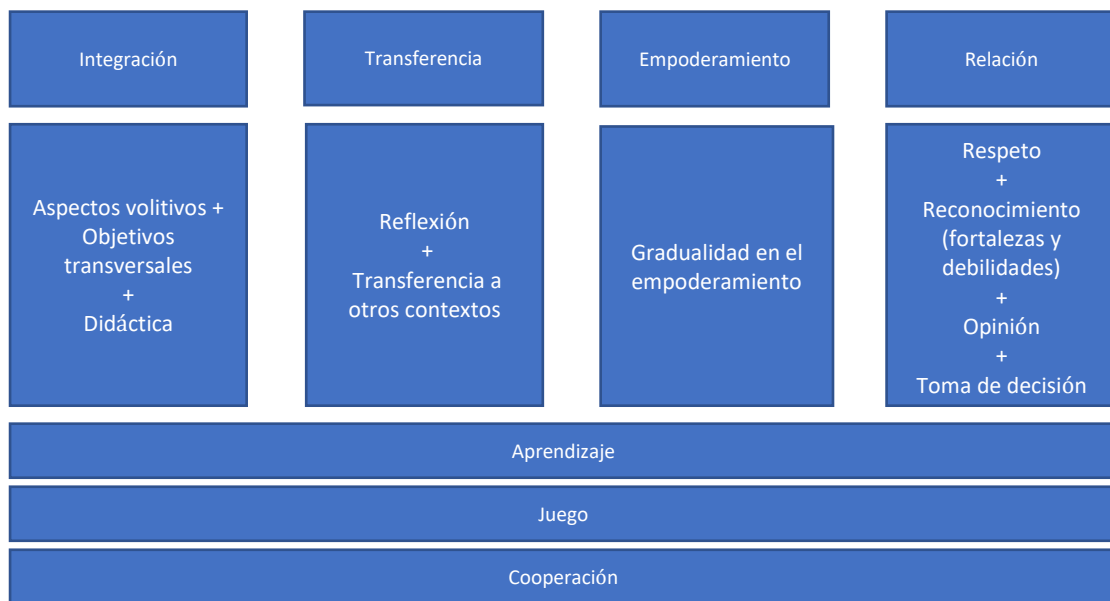 Integración
Transferencia
Empoderamiento
Relación
Aspectos volitivos +
Objetivos
transversales
+
Didáctica
Reflexión
+
Transferencia a
otros contextos
Gradualidad en el
empoderamiento
Respeto
+
Reconocimiento
(fortalezas y
debilidades)
+
Opinión
+
Toma de decisión
Aprendizaje
Juego
Cooperación